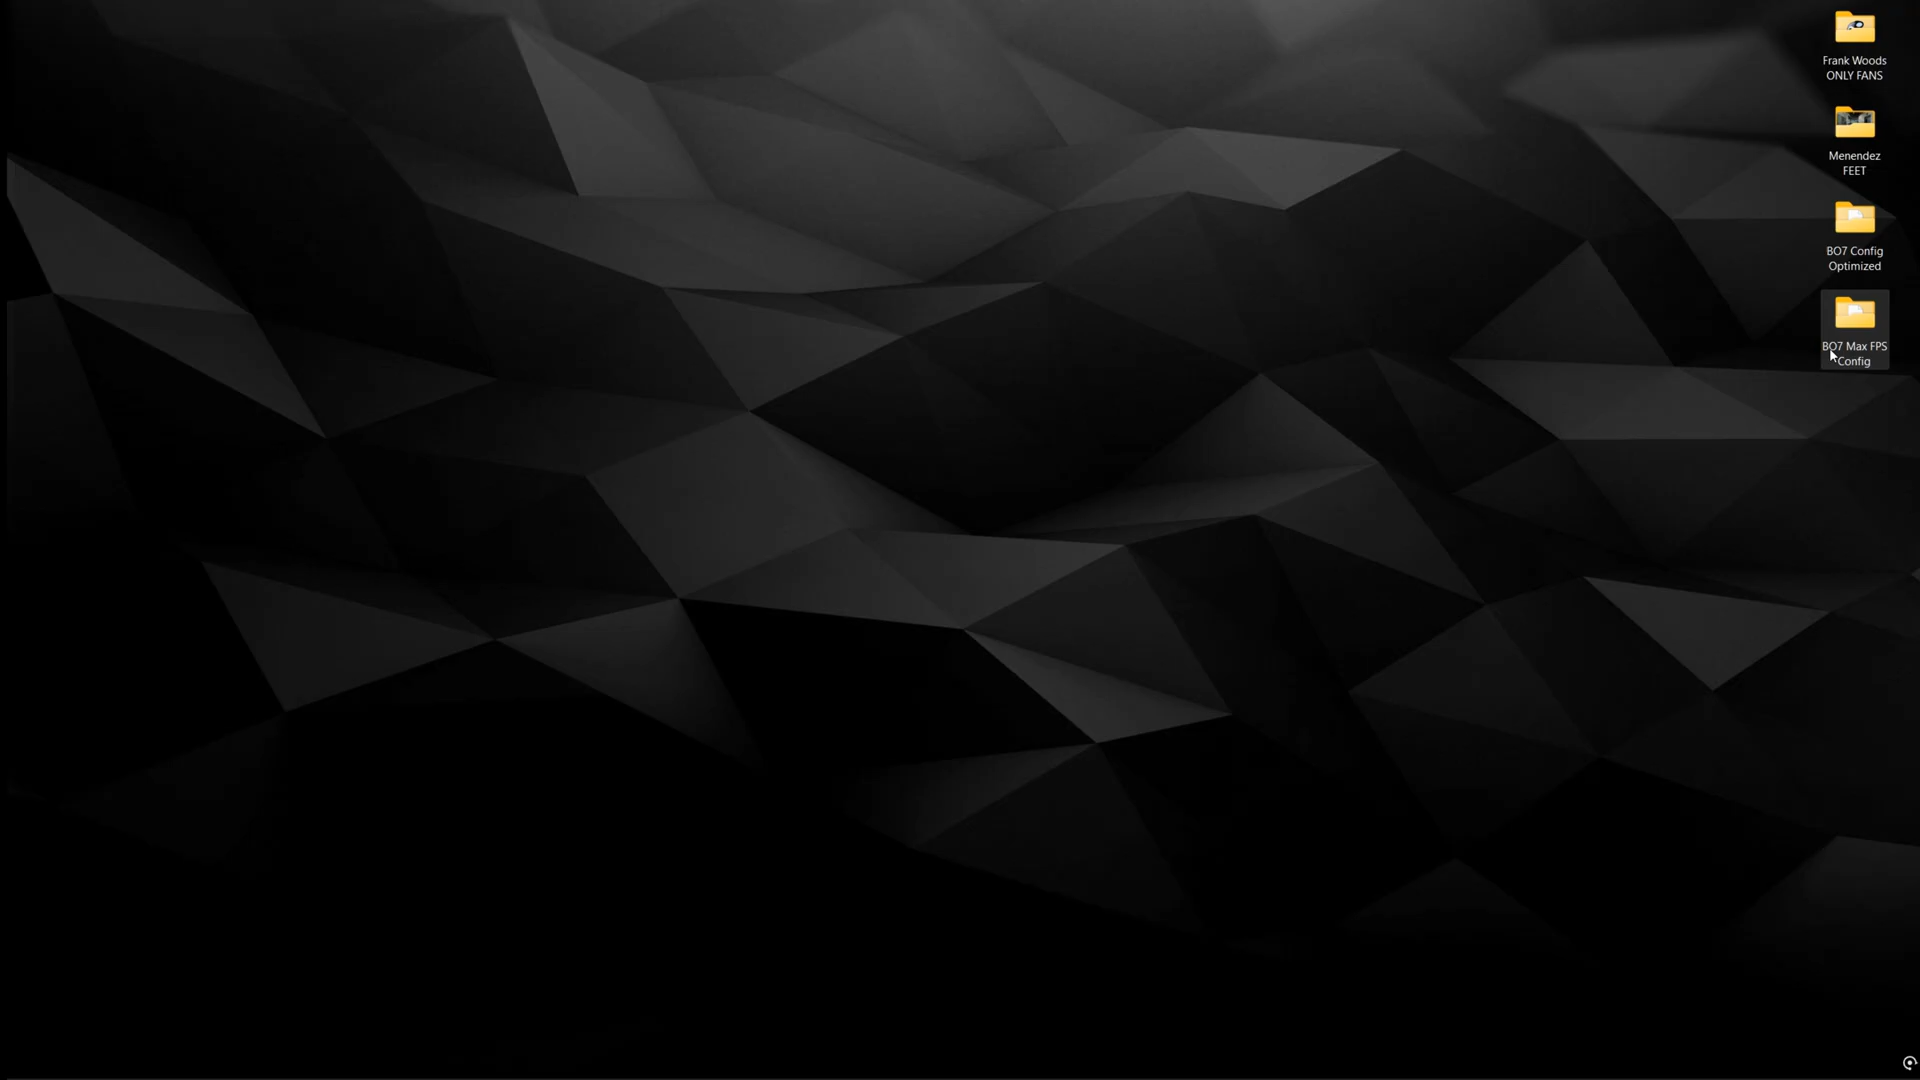 Frank Woods
ONLY FANS
Menendez
FEET
BO7 Config
Optimized
BO7 Max FPS
Config